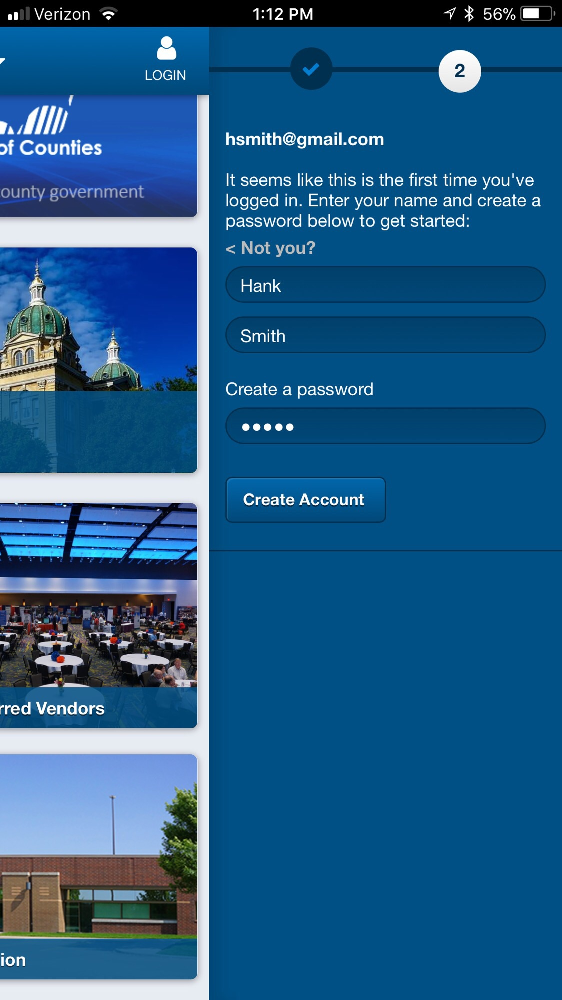 Verizon
1:12 PM
56%
LOGIN
of Counties
county government
rred Vendors
ion
2
hsmith@gmail.com
It seems like this is the first time you've
logged in. Enter your name and create a
password below to get started:
< Not you?
Hank
Smith
Create a password
Create Account